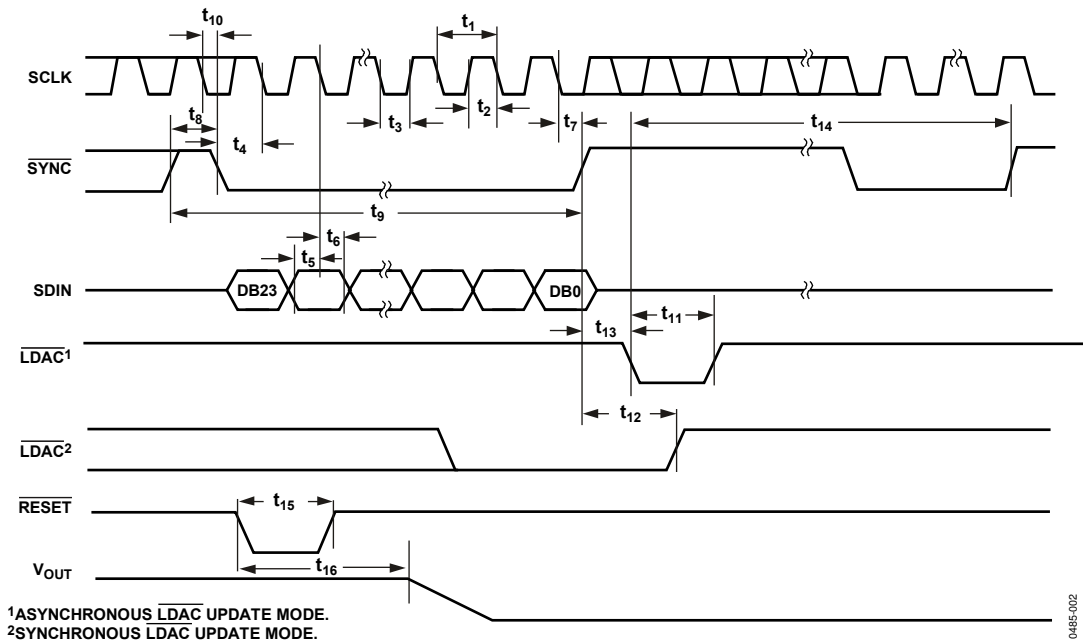 t10
t1
SCLK
t8
t4
t3
t2
t7
t14
SYNC
t9
t6
t5
SDIN
DB23
DB0
t13
t11
LDAC1
t12
LDAC2
RESET
t15
t16
VOUT
1ASYNCHRONOUS LDAC UPDATE MODE.
2SYNCHRONOUS LDAC UPDATE MODE.
0485-002